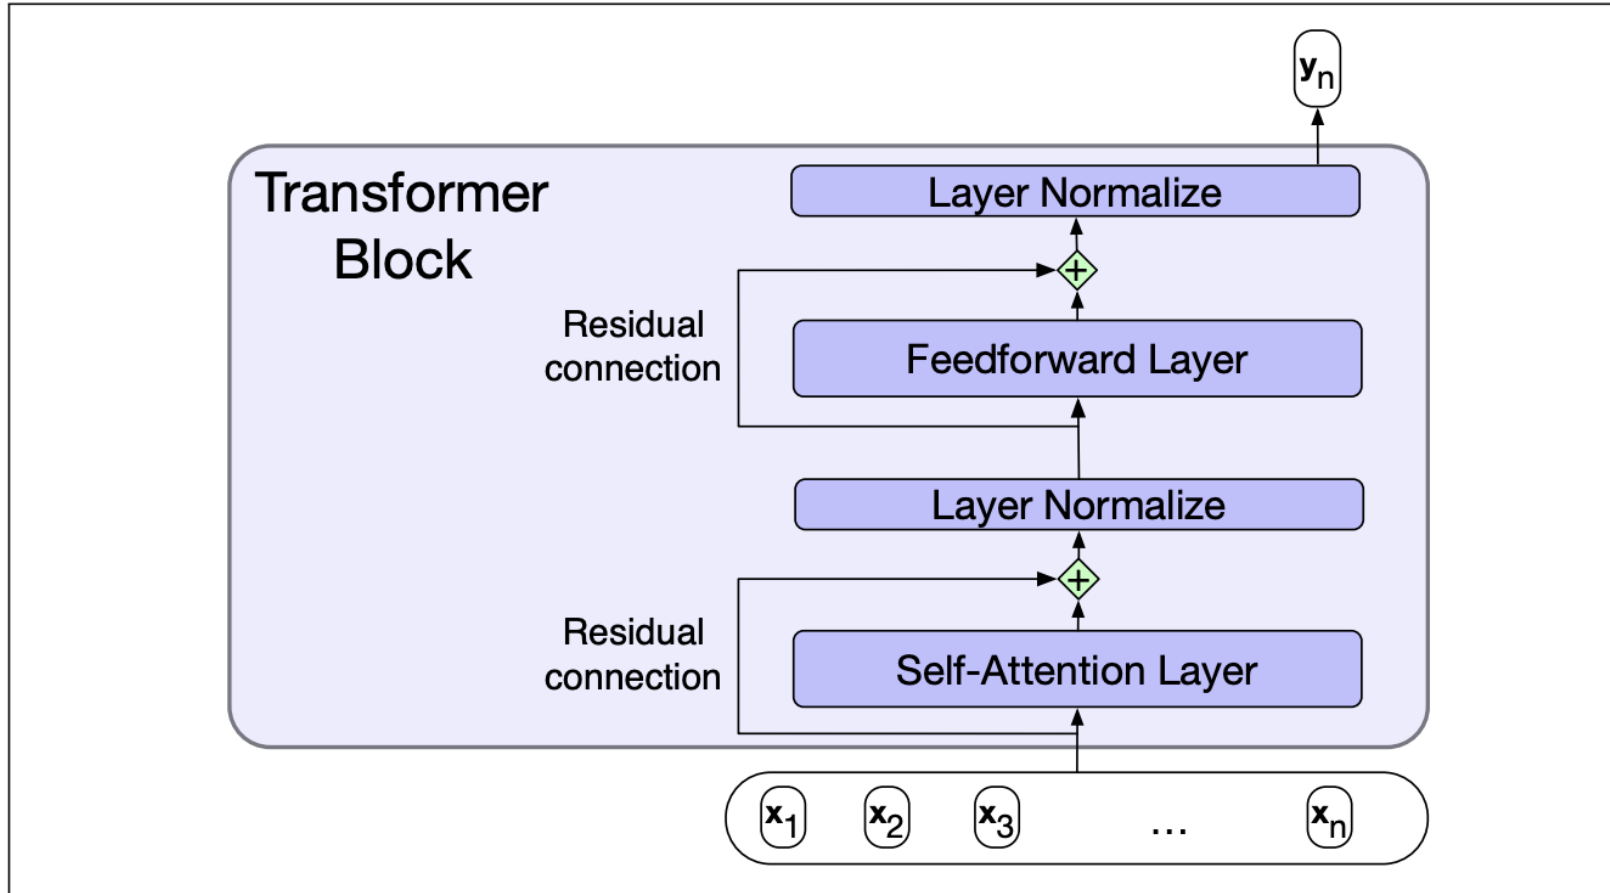 yn
Transformer
Block
Layer Normalize
+
Residual
connection
Feedforward Layer
Layer Normalize
+
Residual
connection
Self-Attention Layer
x1 x2 x3 ... xn